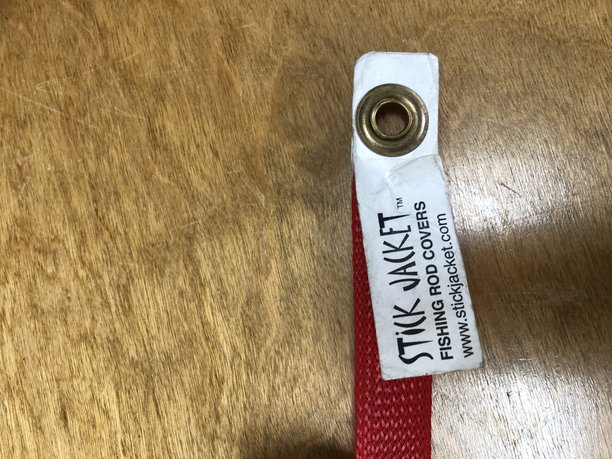 STiCK JACKET™
FISHING ROD COVERS
www.stickjacket.com